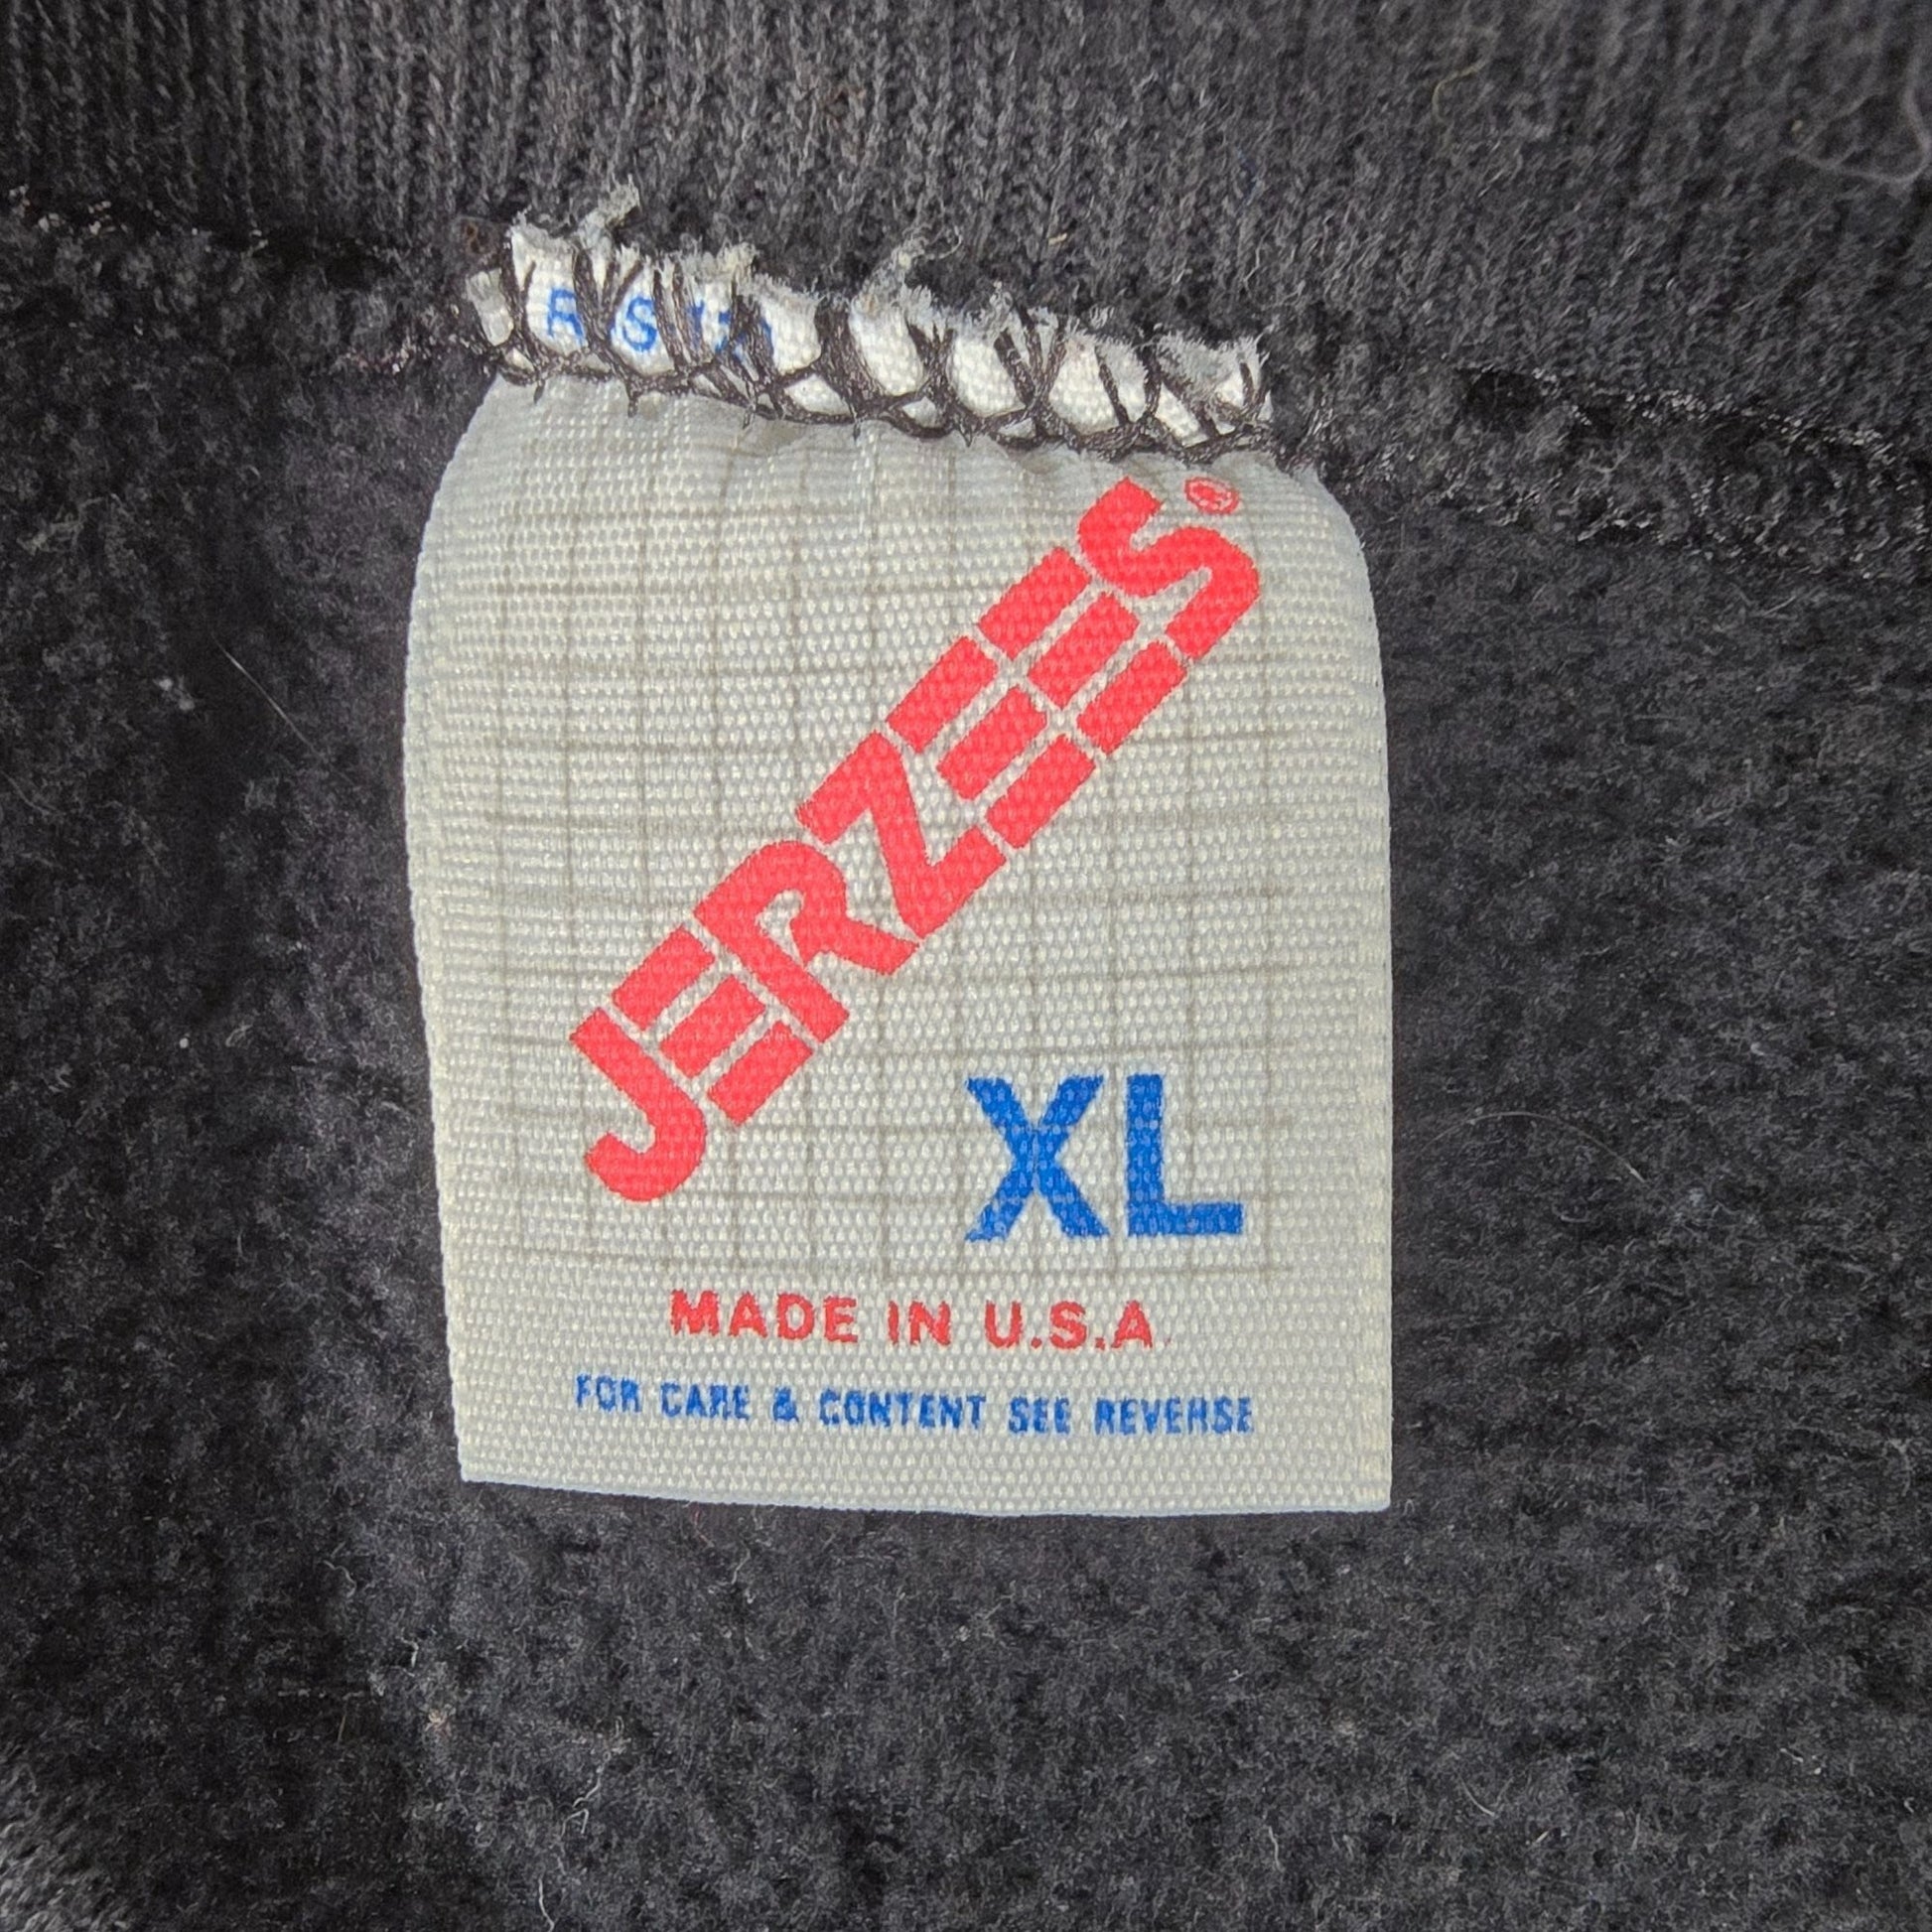 JERZEES®
XL
MADE IN U.S.A.
FOR CARE & CONTENT SEE REVERSE